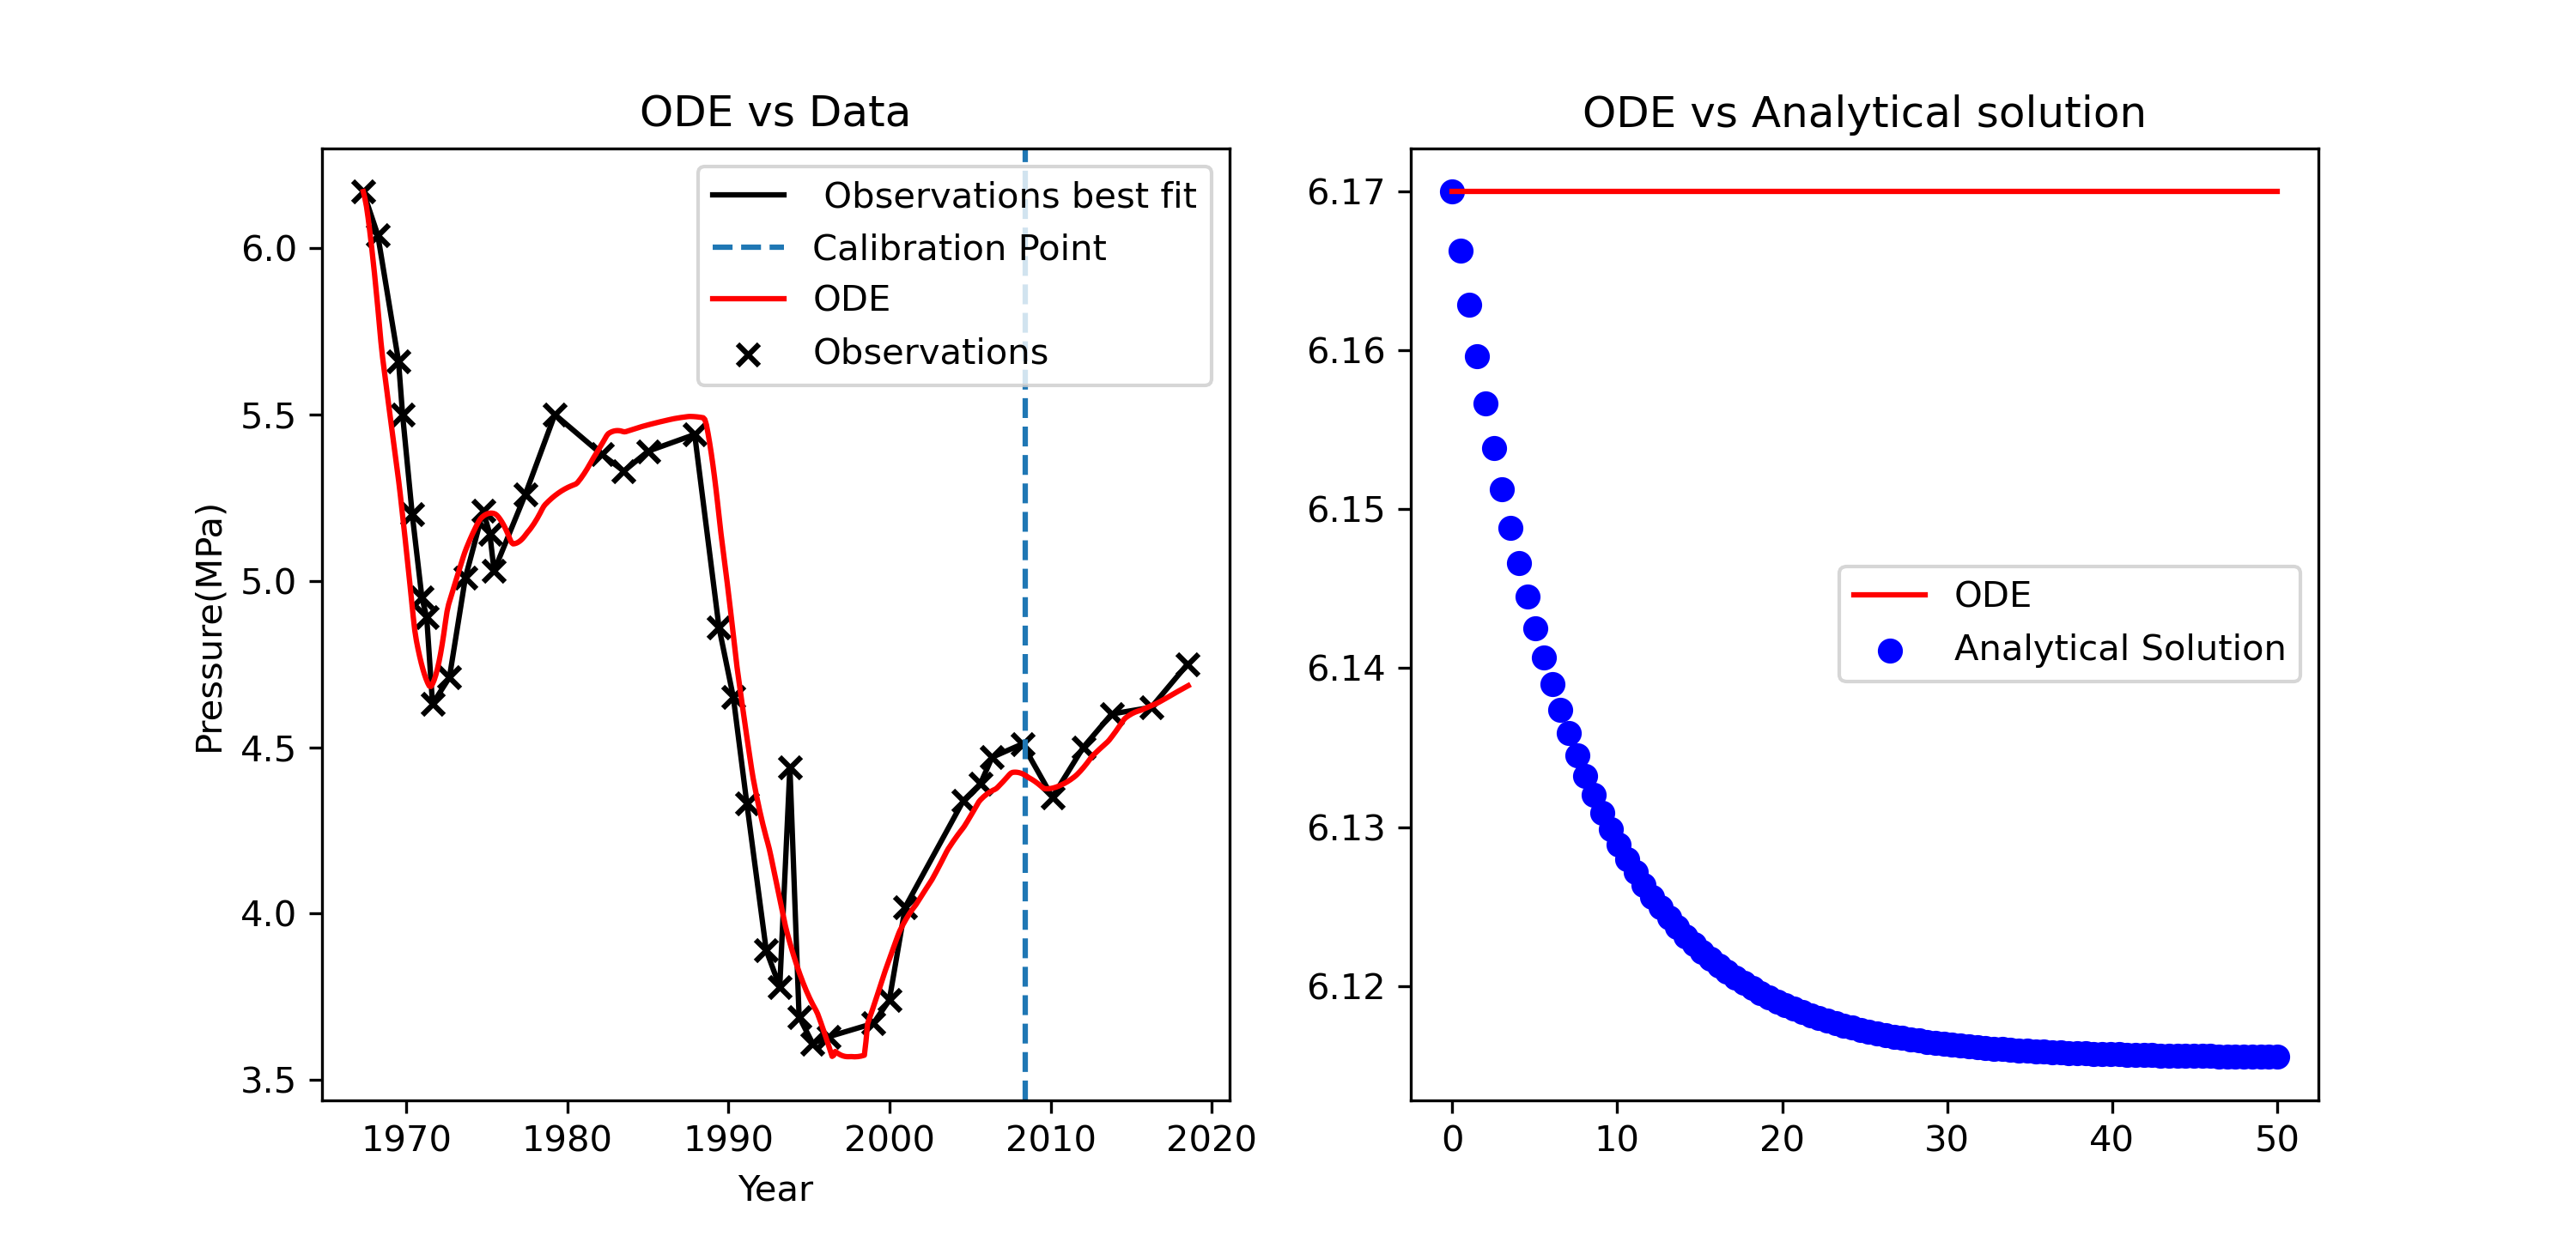 ODE vs Data
Pressure(MPa)
6.0
5.5
5.0
4.5
4.0
3.5
1970 1980 1990 2000 2010 2020
Year
Observations best fit
Calibration Point
ODE
Observations
ODE vs Analytical solution
6.17
6.16
6.15
6.14
6.13
6.12
0 10 20 30 40 50
ODE
Analytical Solution